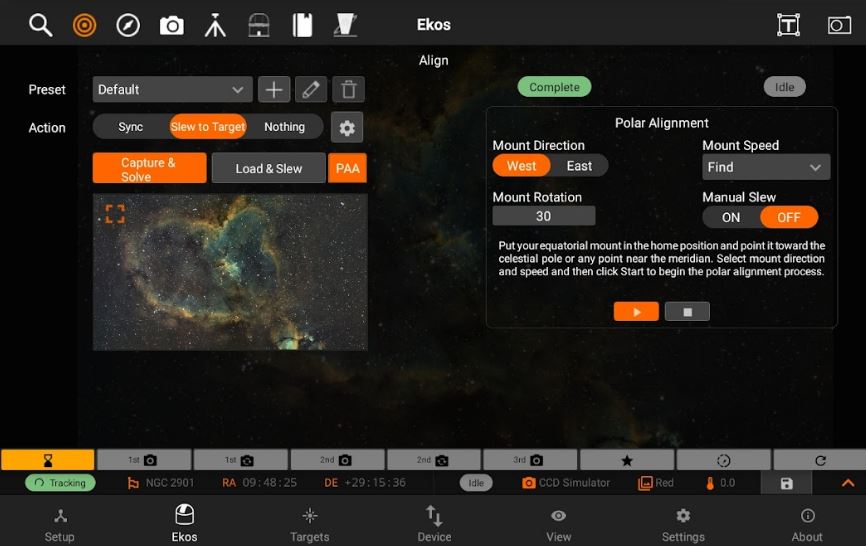 Ekos
Align
Preset
Default
Complete
Idle
Action
Sync
Slew to Target
Nothing
Capture &
Solve
Load & Slew
PAA
Polar Alignment
Mount Direction
Mount Speed
West
East
Find
Mount Rotation
Manual Slew
30
ON
OFF
Put your equatorial mount in the home position and point it toward the
celestial pole or any point near the meridian. Select mount direction
and speed and then click Start to begin the polar alignment process.
1st
1st
2nd
2nd
3rd
Tracking
NGC 2901
RA 09:48:25
DE +29:15:36
Idle
CCD Simulator
Red
0.0
Setup
Ekos
Targets
Device
View
Settings
About